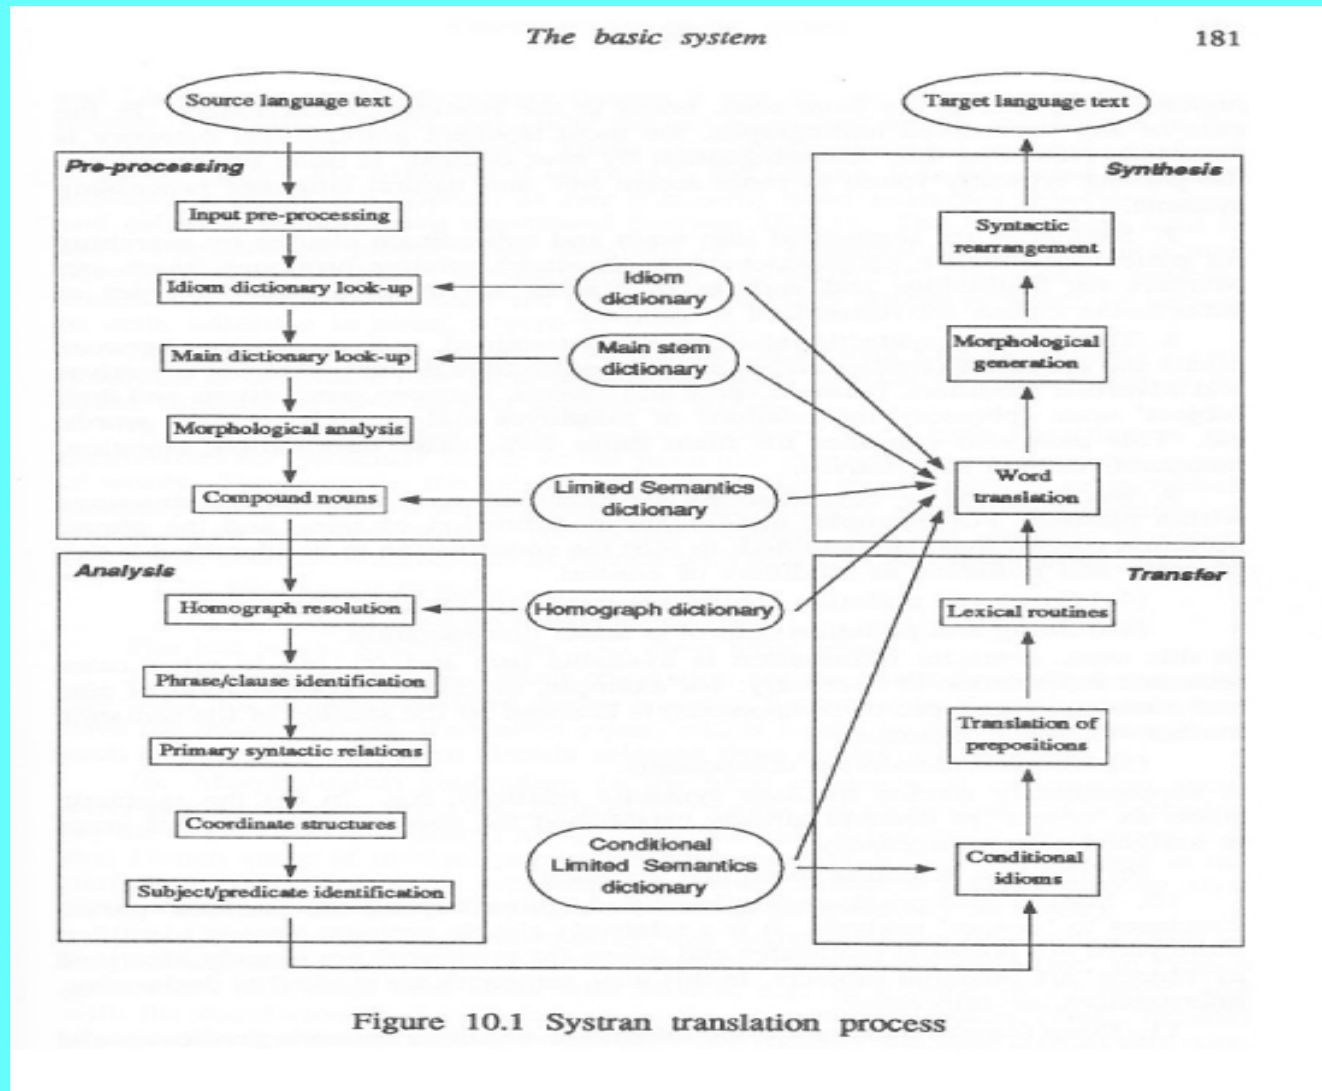 The basic system
181
Source language text
Pre-processing
Input pre-processing
Idiom dictionary look-up
Main dictionary look-up
Morphological analysis
Compound nouns
Analysis
Homograph resolution
Phrase/clause identification
Primary syntactic relations
Coordinate structures
Subject/predicate identification
Idiom
dictionary
Main stem
dictionary
Limited Semantics
dictionary
Homograph dictionary
Conditional
Limited Semantics
dictionary
Target language text
Synthesis
Syntactic
rearrangement
Morphological
generation
Word
translation
Transfer
Lexical routines
Translation of
prepositions
Conditional
idioms
Figure 10.1 Systran translation process